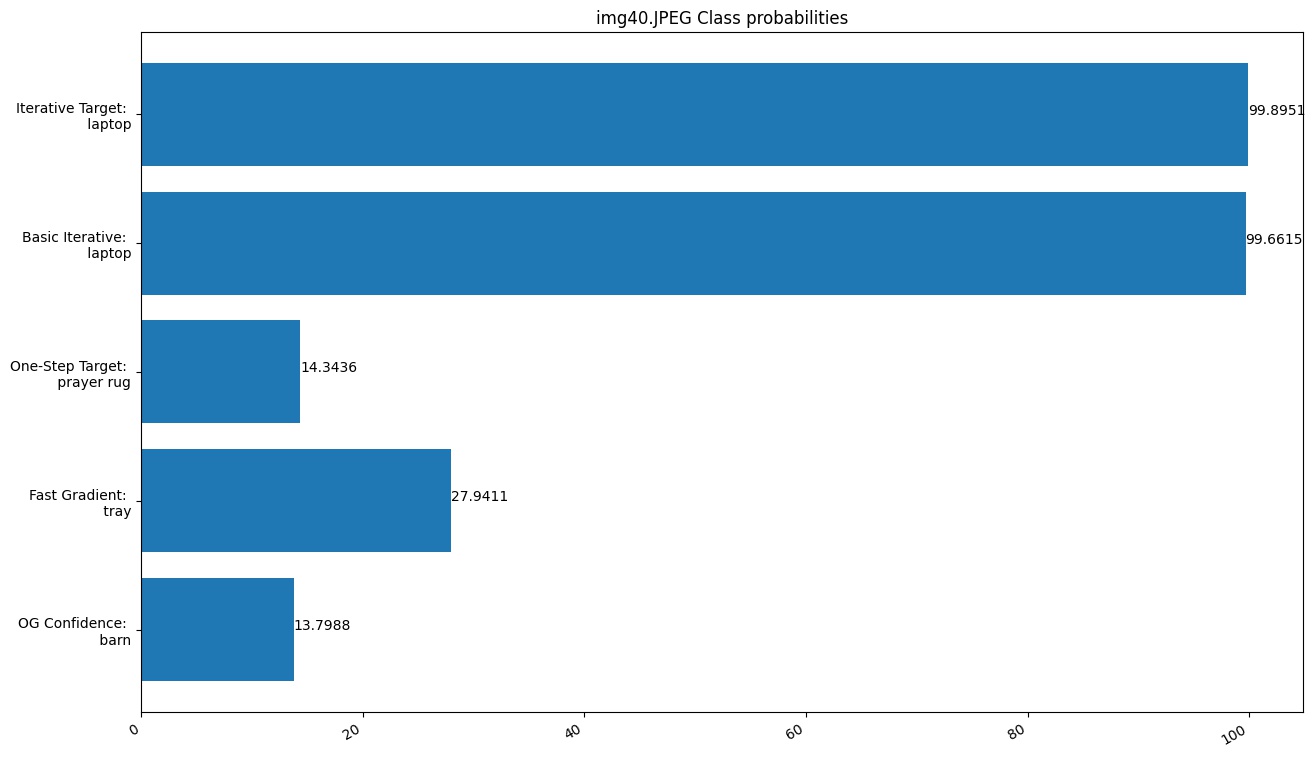 img40.JPEG Class probabilities
Iterative Target:
laptop
99.8951
Basic Iterative:
laptop
99.6615
One-Step Target:
prayer rug
14.3436
Fast Gradient:
tray
27.9411
OG Confidence:
barn
13.7988
0
20
40
60
80
100